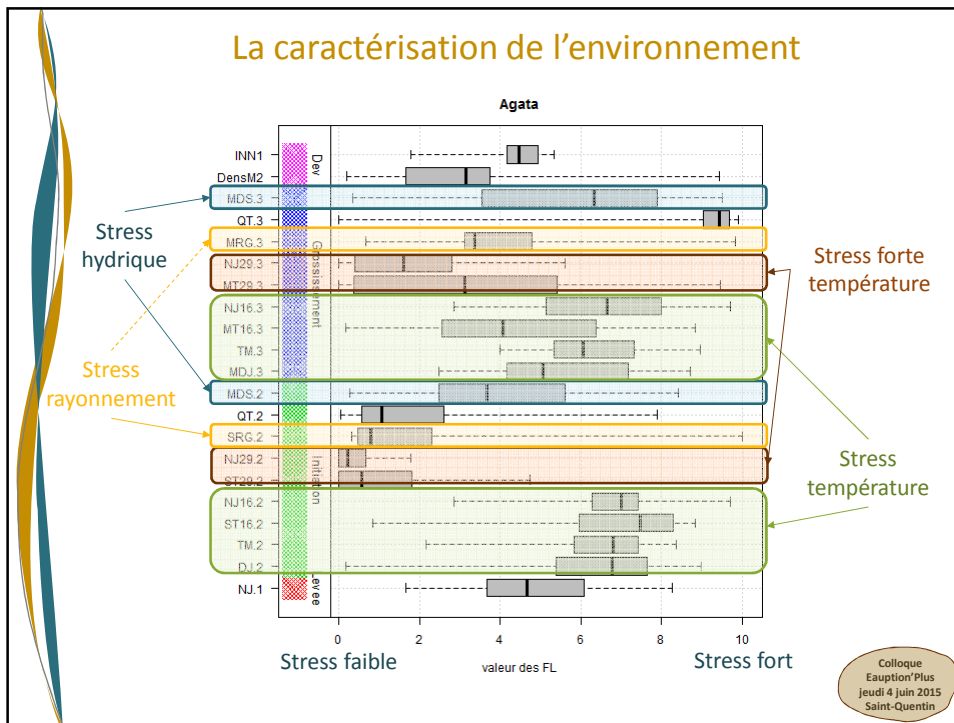 La caractérisation de l'environnement
Agata
INN1
DensM2
MDS.3
QT.3
MRG.3
NJ29.3
MT29.3
NJ16.3
MT16.3
TM.3
MDJ.3
MDS.2
QT.2
SRG.2
NJ29.2
ST29.2
NJ16.2
ST16.2
TM.2
DJ.2
NJ.1
Dev
Grossissement
Initiation
Levee
Stress
hydrique
Stress
rayonnement
Stress forte
température
Stress
température
0 2 4 6 8 10
Stress faible
valeur des FL
Stress fort
Colloque
Eauption'Plus
jeudi 4 juin 2015
Saint-Quentin